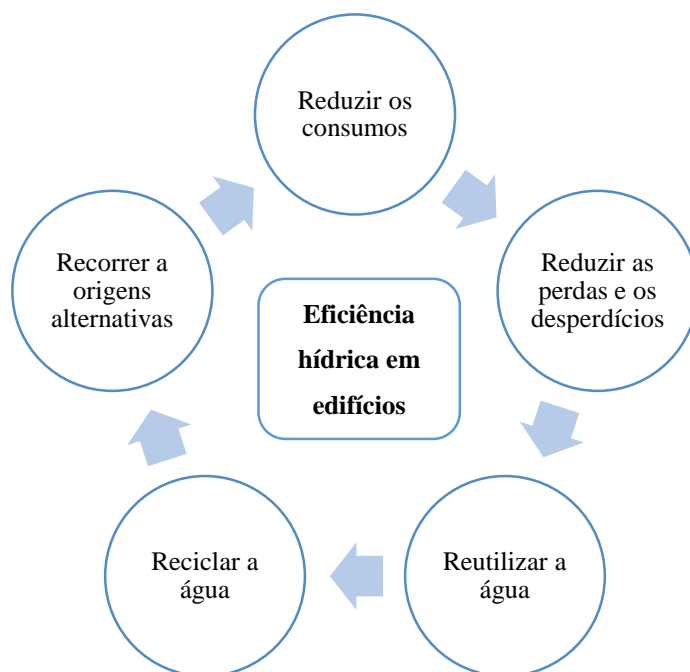 Reduzir os
consumos
Reduzir as
perdas e os
desperdícios
Reutilizar a
água
Reciclar a
água
Recorrer a
origens
alternativas
Eficiência
hídrica em
edifícios